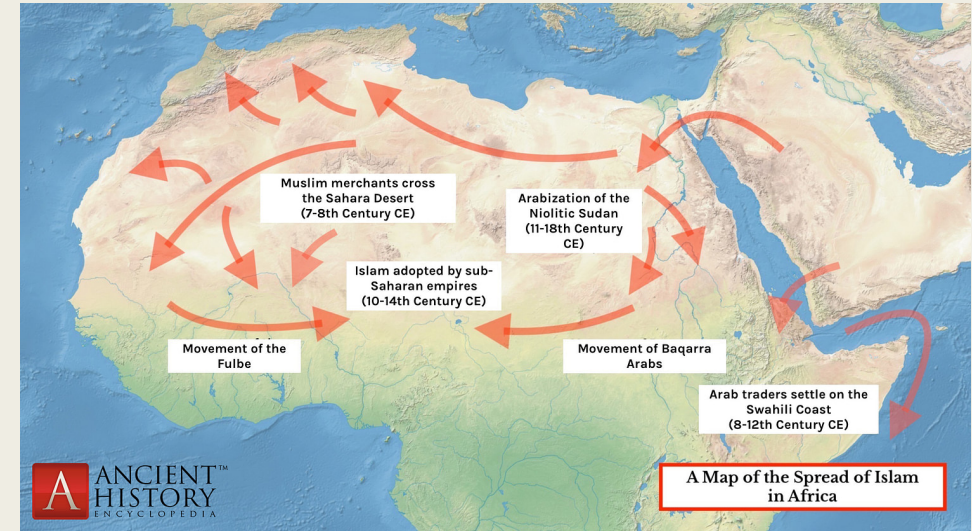 Muslim merchants cross
the Sahara Desert
(7-8th Century CE)
Arabization of the
Niolitic Sudan
(11-18th Century
CE)
Islam adopted by sub-
Saharan empires
(10-14th Century CE)
Movement of the
Fulbe
Movement of Baqarra
Arabs
Arab traders settle on the
Swahili Coast
(8-12th Century CE)
A Map of the Spread of Islam
in Africa
A
ANCIENT™
HISTORY
ENCYCLOPEDIA